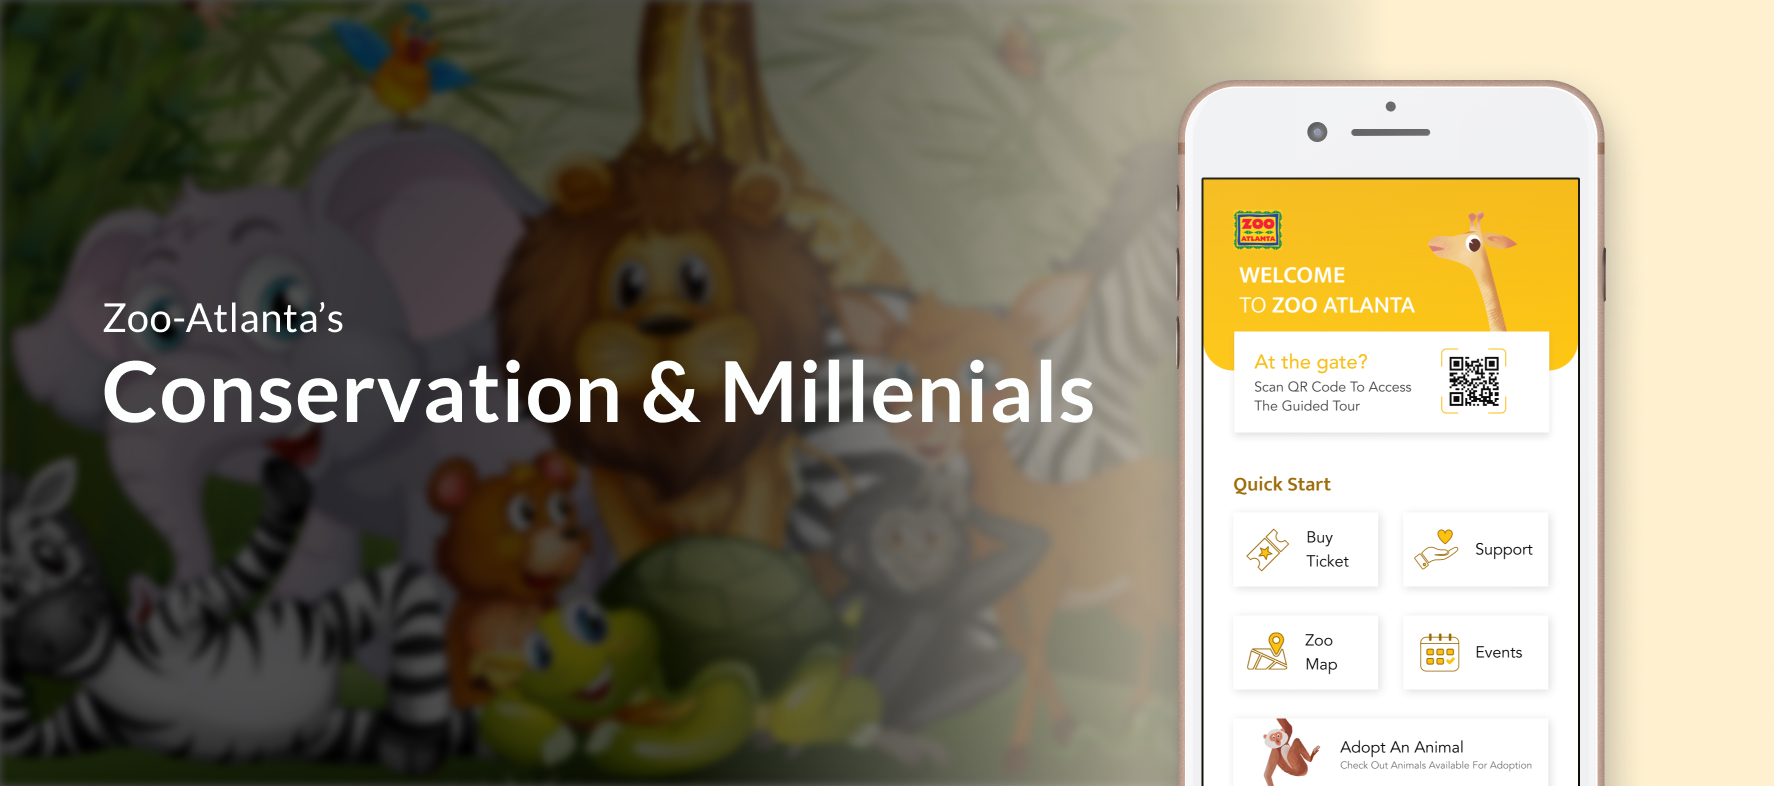 Zoo-Atlanta’s
Conservation & Millenials
ZOO
ATLANTA
WELCOME
TO ZOO ATLANTA
At the gate?
Scan QR Code To Access
The Guided Tour
Quick Start
Buy
Ticket
Support
Zoo
Map
Events
Adopt An Animal
Check Out Animals Available For Adoption